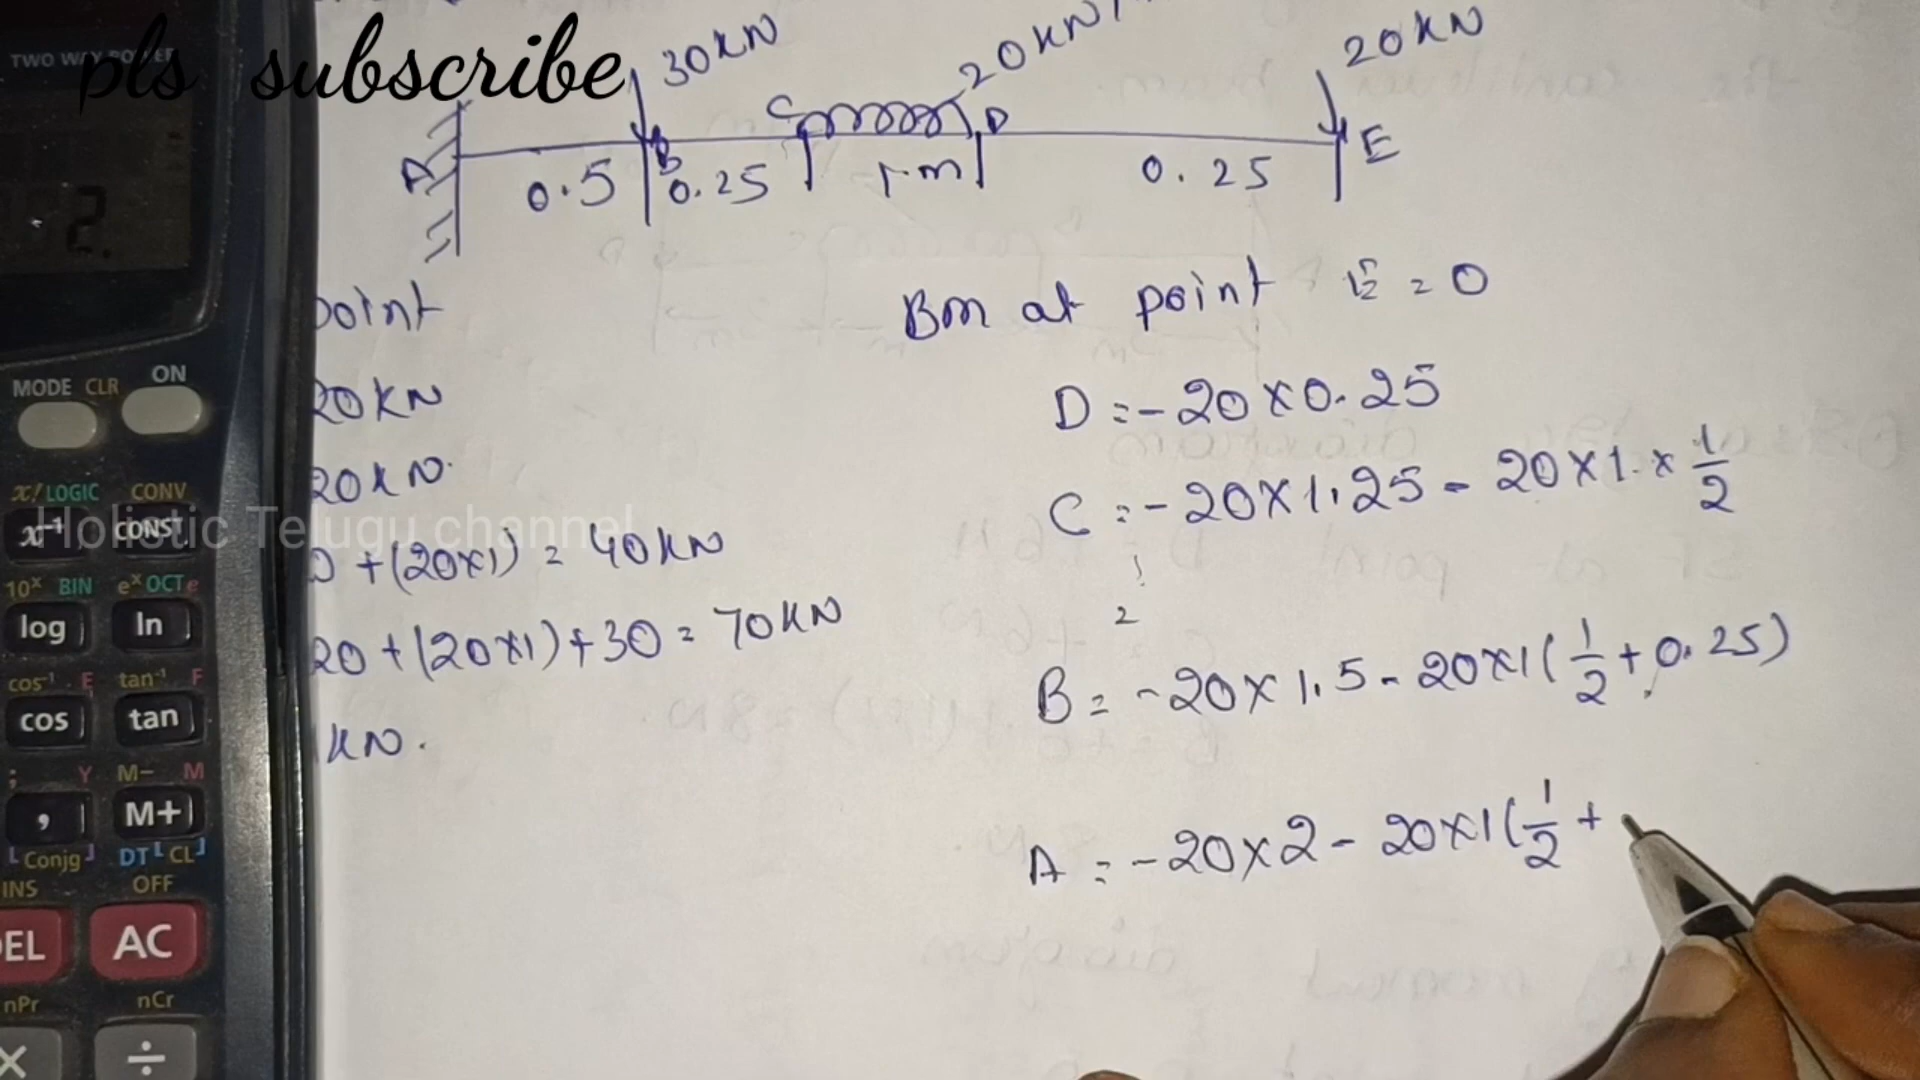 pls subscribe
30KN
20KN/
20KN
C
D
A
B
E
0.5
0.25
1m
0.25
point
Bm at point E = 0
20KN
D = - 20 × 0.25
20KN
C = - 20 × 1.25 - 20 × 1 × 1/2
Holistic Telugu channel
+ (20×1) = 40KN
20 + (20×1) + 30 = 70KN
B = - 20 × 1.5 - 20×1 (1/2 + 0.25)
KN.
A = - 20 × 2 - 20×1 (1/2 +
TWO WAY POWER
2.
MODE CLR ON
x! LOGIC CONV
x⁻¹ CONST
10ˣ BIN eˣ OCT e
log ln
cos⁻¹ E tan⁻¹ F
cos tan
; Y M- M
, M+
Conjg DT CL
INS OFF
DEL AC
nPr nCr
× ÷